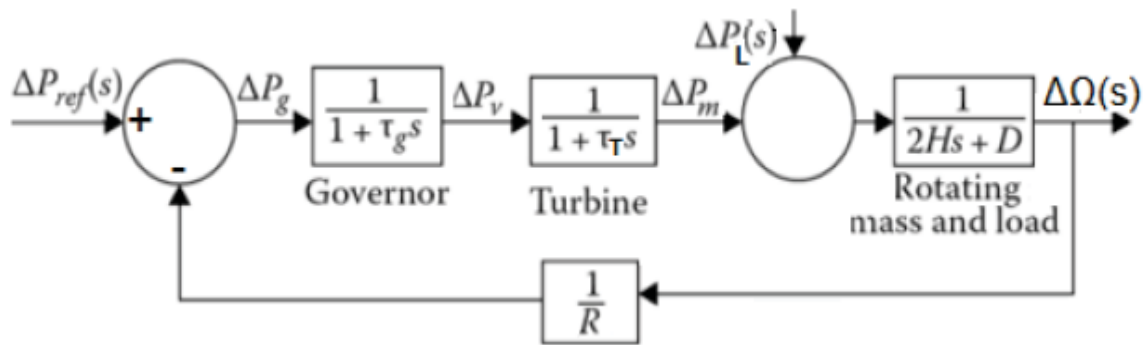 ΔP_L(s)
ΔP_ref(s)
+
-
ΔP_g
1
1 + τ_g s
Governor
ΔP_v
1
1 + τ_T s
Turbine
ΔP_m
1
2Hs + D
Rotating
mass and load
ΔΩ(s)
1
R